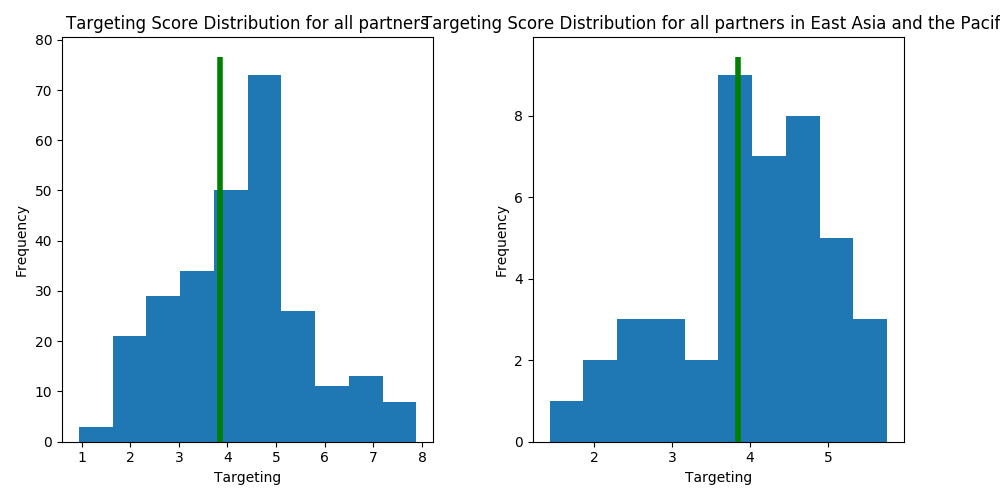 Targeting Score Distribution for all partners
Targeting Score Distribution for all partners in East Asia and the Pacif
80
70
60
50
40
30
20
10
0
Frequency
1 2 3 4 5 6 7 8
Targeting
8
6
4
2
0
Frequency
2 3 4 5
Targeting